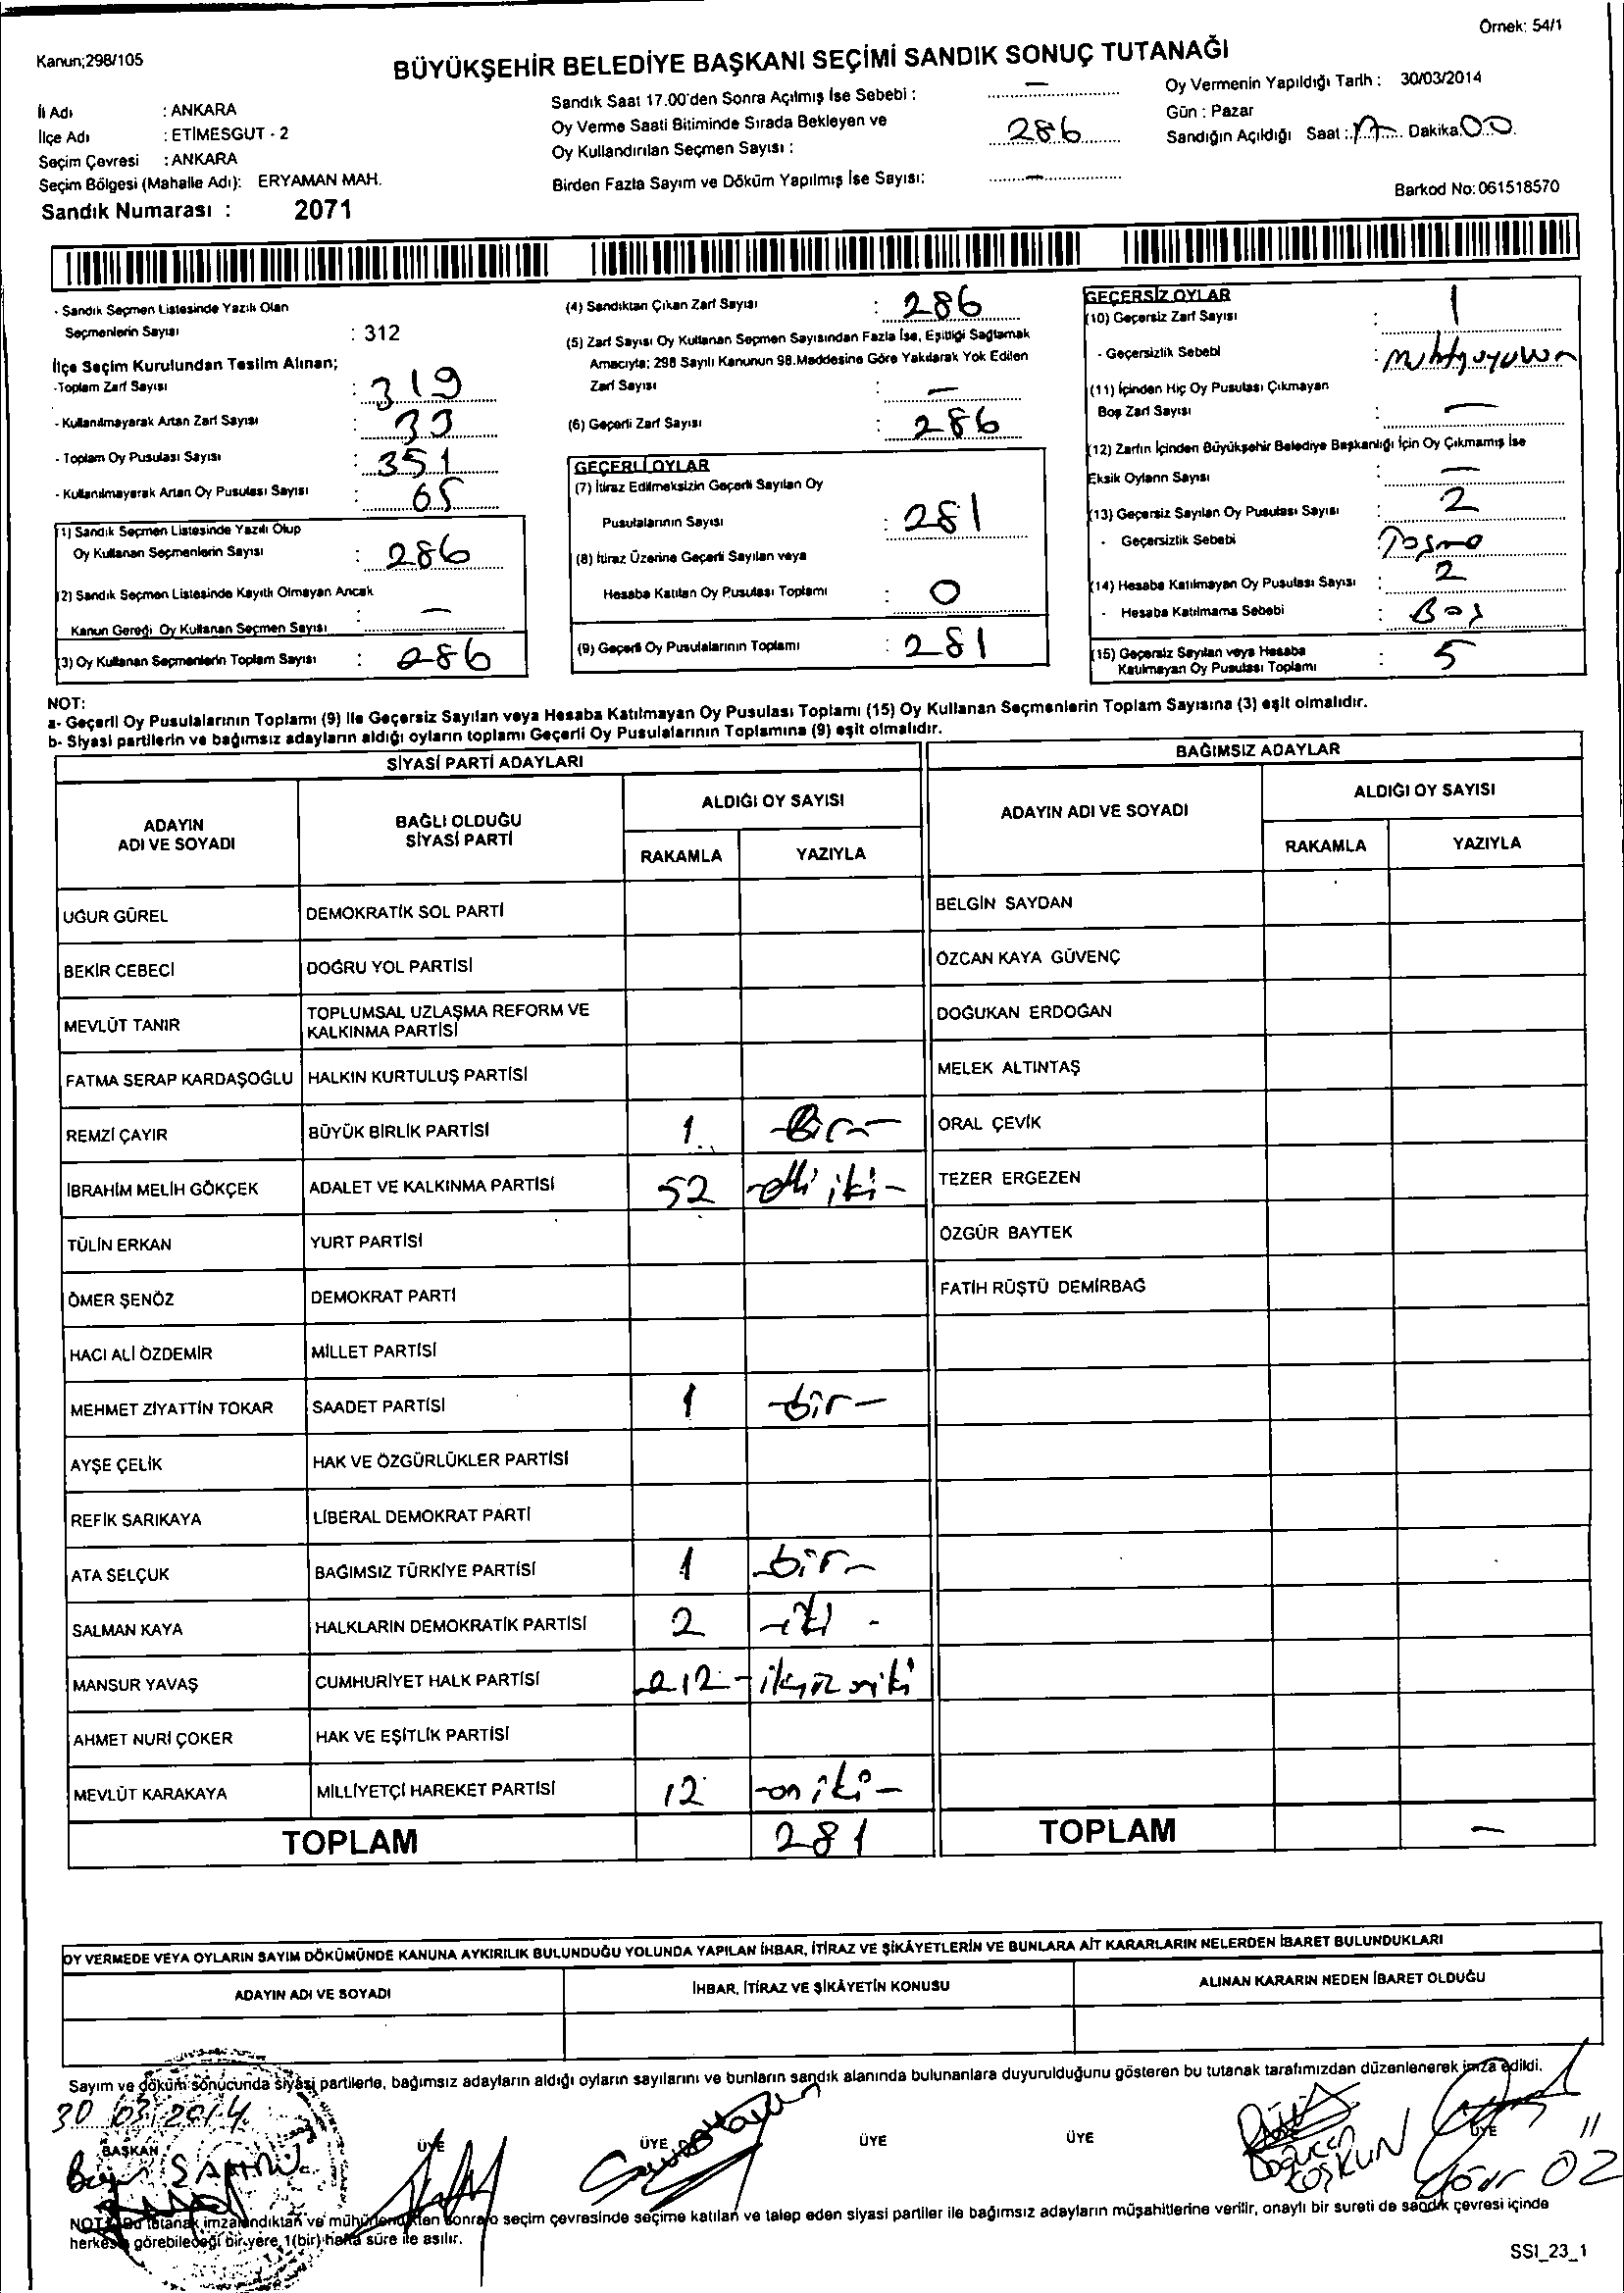 Örnek: 54/1
Kanun;298/105
BÜYÜKŞEHİR BELEDİYE BAŞKANI SEÇİMİ SANDIK SONUÇ TUTANAĞI
İl Adı : ANKARA
İlçe Adı : ETİMESGUT - 2
Seçim Çevresi : ANKARA
Seçim Bölgesi (Mahalle Adı): ERYAMAN MAH.
Sandık Numarası : 2071
Sandık Saat 17.00'den Sonra Açılmış İse Sebebi : —
Oy Verme Saati Bitiminde Sırada Bekleyen ve
Oy Kullandırılan Seçmen Sayısı : 286
Birden Fazla Sayım ve Döküm Yapılmış İse Sayısı: —
Oy Vermenin Yapıldığı Tarih : 30/03/2014
Gün : Pazar
Sandığın Açıldığı Saat : 17 Dakika 00
Barkod No: 061518570
- Sandık Seçmen Listesinde Yazılı Olan
Seçmenlerin Sayısı : 312
İlçe Seçim Kurulundan Teslim Alınan;
-Toplam Zarf Sayısı : 319
- Kullanılmayarak Artan Zarf Sayısı : 33
- Toplam Oy Pusulası Sayısı : 351
- Kullanılmayarak Artan Oy Pusulası Sayısı : 65
(1) Sandık Seçmen Listesinde Yazılı Olup
Oy Kullanan Seçmenlerin Sayısı : 286
(2) Sandık Seçmen Listesinde Kayıtlı Olmayan Ancak
Kanun Gereği Oy Kullanan Seçmen Sayısı : —
(3) Oy Kullanan Seçmenlerin Toplam Sayısı : 286
(4) Sandıktan Çıkan Zarf Sayısı : 286
(5) Zarf Sayısı Oy Kullanan Seçmen Sayısından Fazla İse, Eşitliği Sağlamak
Amacıyla; 298 Sayılı Kanunun 98.Maddesine Göre Yakılarak Yok Edilen
Zarf Sayısı : —
(6) Geçerli Zarf Sayısı : 286
GEÇERLİ OYLAR
(7) İtiraz Edilmeksizin Geçerli Sayılan Oy
Pusulalarının Sayısı : 281
(8) İtiraz Üzerine Geçerli Sayılan veya
Hesaba Katılan Oy Pusulası Toplamı : 0
(9) Geçerli Oy Pusulalarının Toplamı : 281
GEÇERSİZ OYLAR
(10) Geçersiz Zarf Sayısı : 1
- Geçersizlik Sebebi :
(11) İçinden Hiç Oy Pusulası Çıkmayan
Boş Zarf Sayısı : —
(12) Zarfın İçinden Büyükşehir Belediye Başkanlığı İçin Oy Çıkmamış İse
Eksik Oyların Sayısı : —
(13) Geçersiz Sayılan Oy Pusulası Sayısı : 2
- Geçersizlik Sebebi : Taşma
(14) Hesaba Katılmayan Oy Pusulası Sayısı : 2
- Hesaba Katılmama Sebebi : Boş
(15) Geçersiz Sayılan veya Hesaba
Katılmayan Oy Pusulası Toplamı : 5
NOT:
a- Geçerli Oy Pusulalarının Toplamı (9) ile Geçersiz Sayılan veya Hesaba Katılmayan Oy Pusulası Toplamı (15) Oy Kullanan Seçmenlerin Toplam Sayısına (3) eşit olmalıdır.
b- Siyasi partilerin ve bağımsız adayların aldığı oyların toplamı Geçerli Oy Pusulalarının Toplamına (9) eşit olmalıdır.
SİYASİ PARTİ ADAYLARI
ADAYIN
ADI VE SOYADI
BAĞLI OLDUĞU
SİYASİ PARTİ
ALDIĞI OY SAYISI
RAKAMLA YAZIYLA
UĞUR GÜREL DEMOKRATİK SOL PARTİ
BEKİR CEBECİ DOĞRU YOL PARTİSİ
MEVLÜT TANIR TOPLUMSAL UZLAŞMA REFORM VE
KALKINMA PARTİSİ
FATMA SERAP KARDAŞOĞLU HALKIN KURTULUŞ PARTİSİ
REMZİ ÇAYIR BÜYÜK BİRLİK PARTİSİ 1 -Bir-
İBRAHİM MELİH GÖKÇEK ADALET VE KALKINMA PARTİSİ 52 -elli iki-
TÜLİN ERKAN YURT PARTİSİ
ÖMER ŞENÖZ DEMOKRAT PARTİ
HACI ALİ ÖZDEMİR MİLLET PARTİSİ
MEHMET ZİYATTİN TOKAR SAADET PARTİSİ 1 -bir-
AYŞE ÇELİK HAK VE ÖZGÜRLÜKLER PARTİSİ
REFİK SARIKAYA LİBERAL DEMOKRAT PARTİ
ATA SELÇUK BAĞIMSIZ TÜRKİYE PARTİSİ 1 -bir-
SALMAN KAYA HALKLARIN DEMOKRATİK PARTİSİ 2 -iki-
MANSUR YAVAŞ CUMHURİYET HALK PARTİSİ -212- ikiyüz oniki
AHMET NURİ ÇOKER HAK VE EŞİTLİK PARTİSİ
MEVLÜT KARAKAYA MİLLİYETÇİ HAREKET PARTİSİ 12 -on iki-
TOPLAM 281
BAĞIMSIZ ADAYLAR
ADAYIN ADI VE SOYADI
ALDIĞI OY SAYISI
RAKAMLA YAZIYLA
BELGİN SAYDAN
ÖZCAN KAYA GÜVENÇ
DOĞUKAN ERDOĞAN
MELEK ALTINTAŞ
ORAL ÇEVİK
TEZER ERGEZEN
ÖZGÜR BAYTEK
FATİH RÜŞTÜ DEMİRBAĞ
TOPLAM —
OY VERMEDE VEYA OYLARIN SAYIM DÖKÜMÜNDE KANUNA AYKIRILIK BULUNDUĞU YOLUNDA YAPILAN İHBAR, İTİRAZ VE ŞİKÂYETLERİN VE BUNLARA AİT KARARLARIN NELERDEN İBARET BULUNDUKLARI
ADAYIN ADI VE SOYADI İHBAR, İTİRAZ VE ŞİKÂYETİN KONUSU ALINAN KARARIN NEDEN İBARET OLDUĞU
Sayım ve döküm sonucunda siyasi partilerle, bağımsız adayların aldığı oyların sayılarını ve bunların sandık alanında bulunanlara duyurulduğunu gösteren bu tutanak tarafımızdan düzenlenerek imza edildi.
30 03/2014
BAŞKAN ÜYE ÜYE ÜYE ÜYE ÜYE
COŞKUN
NOT: Bu tutanak imzalandıktan ve mühürlendikten sonra o seçim çevresinde seçime katılan ve talep eden siyasi partiler ile bağımsız adayların müşahitlerine verilir, onaylı bir sureti de sandık çevresi içinde
herkesin görebileceği bir yere 1(bir) hafta süre ile asılır.
SSI_23_1